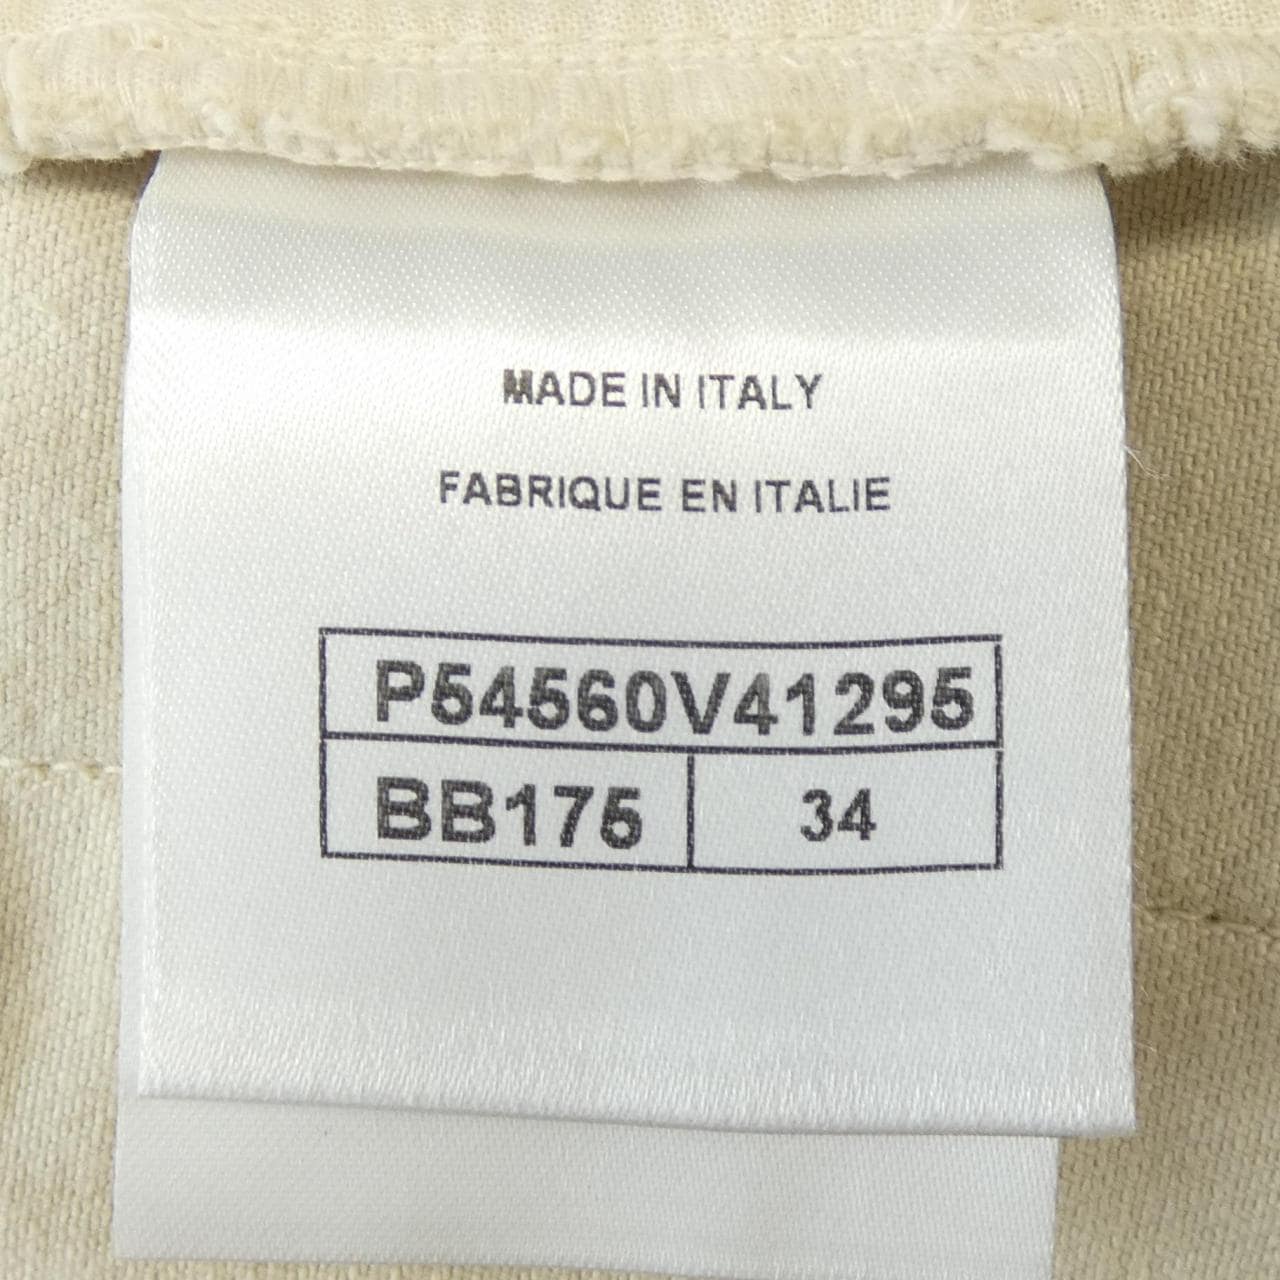 MADE IN ITALY
FABRIQUE EN ITALIE
P54560V41295
BB175 34